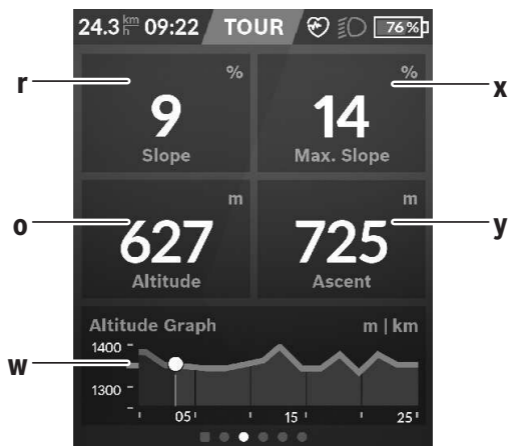 24.3 km/h 09:22 TOUR 76 %
r
% %
x
9 14
Slope Max. Slope
m m
o
y
627 725
Altitude Ascent
Altitude Graph m | km
1400
w
1300
05 15 25